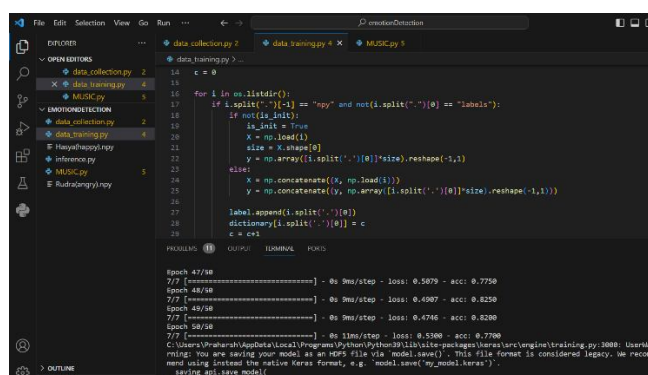 File Edit Selection View Go Run ··· emotionDetection
EXPLORER ···
data_collection.py 2 data_training.py 4 MUSIC.py 5
OPEN EDITORS
data_collection.py 2
data_training.py 4
MUSIC.py 5
EMOTIONDETECTION
data_collection.py 2
data_training.py 4
Hasya(happy).npy
inference.py
MUSIC.py 5
Rudra(angry).npy
OUTLINE
data_training.py > ...
14 c = 0
15
16 for i in os.listdir():
17 if i.split(".")[-1] == "npy" and not(i.split(".")[0] == "labels"):
18 if not(is_init):
19 is_init = True
20 X = np.load(i)
21 size = X.shape[0]
22 y = np.array([i.split('.')[0]]*size).reshape(-1,1)
23 else:
24 X = np.concatenate((X, np.load(i)))
25 y = np.concatenate((y, np.array([i.split('.')[0]]*size).reshape(-1,1)))
26
27 label.append(i.split('.')[0])
28 dictionary[i.split('.')[0]] = c
29 c = c+1
PROBLEMS 11 OUTPUT TERMINAL PORTS
Epoch 47/50
7/7 [==============================] - 0s 9ms/step - loss: 0.5079 - acc: 0.7750
Epoch 48/50
7/7 [==============================] - 0s 9ms/step - loss: 0.4907 - acc: 0.8250
Epoch 49/50
7/7 [==============================] - 0s 9ms/step - loss: 0.4746 - acc: 0.8200
Epoch 50/50
7/7 [==============================] - 0s 11ms/step - loss: 0.5300 - acc: 0.7700
C:\Users\Praharsh\AppData\Local\Programs\Python\Python39\lib\site-packages\keras\src\engine\training.py:3000: UserWa
rning: You are saving your model as an HDF5 file via `model.save()`. This file format is considered legacy. We recom
mend using instead the native Keras format, e.g. `model.save('my_model.keras')`.
saving_api.save_model(